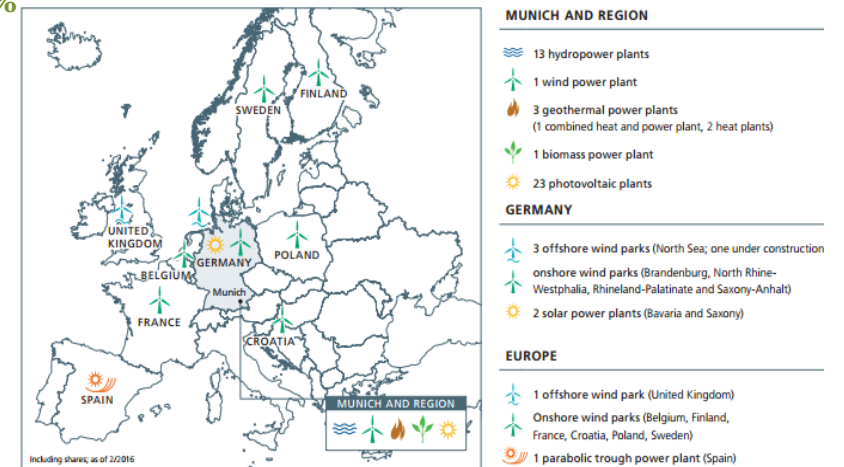 %
SWEDEN
FINLAND
UNITED
KINGDOM
BELGIUM
GERMANY
POLAND
Munich
FRANCE
CROATIA
SPAIN
MUNICH AND REGION
Including shares; as of 2/2016
MUNICH AND REGION
13 hydropower plants
1 wind power plant
3 geothermal power plants
(1 combined heat and power plant, 2 heat plants)
1 biomass power plant
23 photovoltaic plants
GERMANY
3 offshore wind parks (North Sea; one under construction
onshore wind parks (Brandenburg, North Rhine-
Westphalia, Rhineland-Palatinate and Saxony-Anhalt)
2 solar power plants (Bavaria and Saxony)
EUROPE
1 offshore wind park (United Kingdom)
Onshore wind parks (Belgium, Finland,
France, Croatia, Poland, Sweden)
1 parabolic trough power plant (Spain)